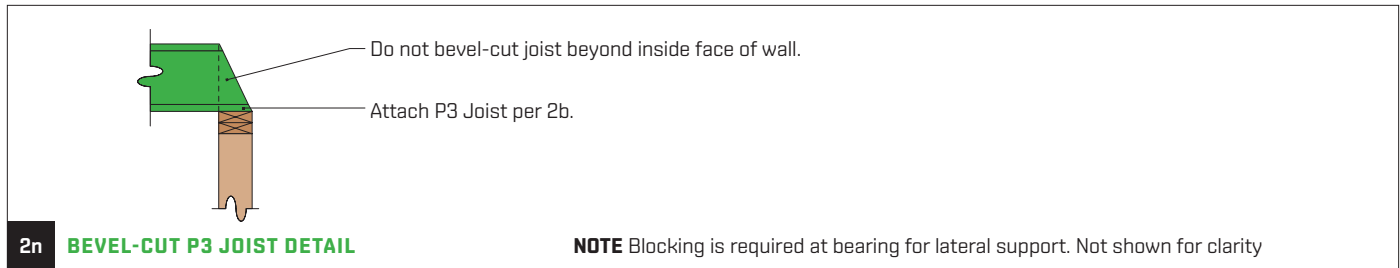 Do not bevel-cut joist beyond inside face of wall.
Attach P3 Joist per 2b.
2n BEVEL-CUT P3 JOIST DETAIL NOTE Blocking is required at bearing for lateral support. Not shown for clarity